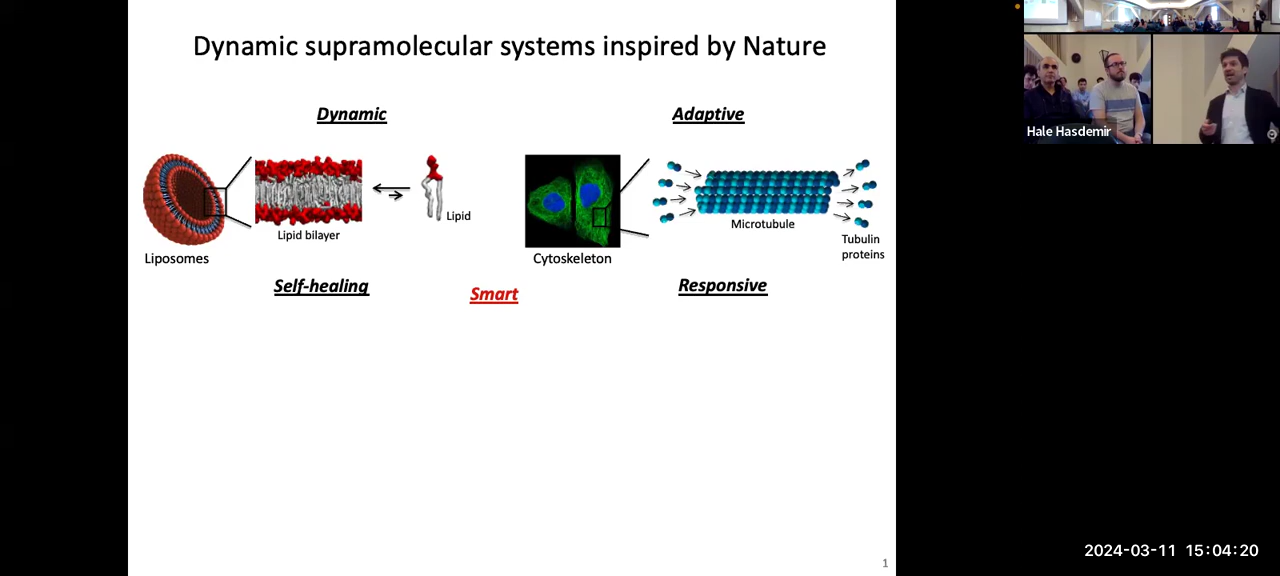 Dynamic supramolecular systems inspired by Nature
Dynamic
Adaptive
Liposomes
Lipid bilayer
Lipid
Cytoskeleton
Microtubule
Tubulin
proteins
Self-healing
Smart
Responsive
1
Hale Hasdemir
2024-03-11 15:04:20